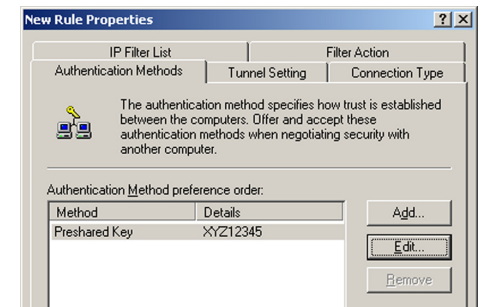 New Rule Properties
IP Filter List
Filter Action
Authentication Methods
Tunnel Setting
Connection Type
The authentication method specifies how trust is established
between the computers. Offer and accept these
authentication methods when negotiating security with
another computer.
Authentication Method preference order:
Method Details
Preshared Key XYZ12345
Add...
Edit...
Remove